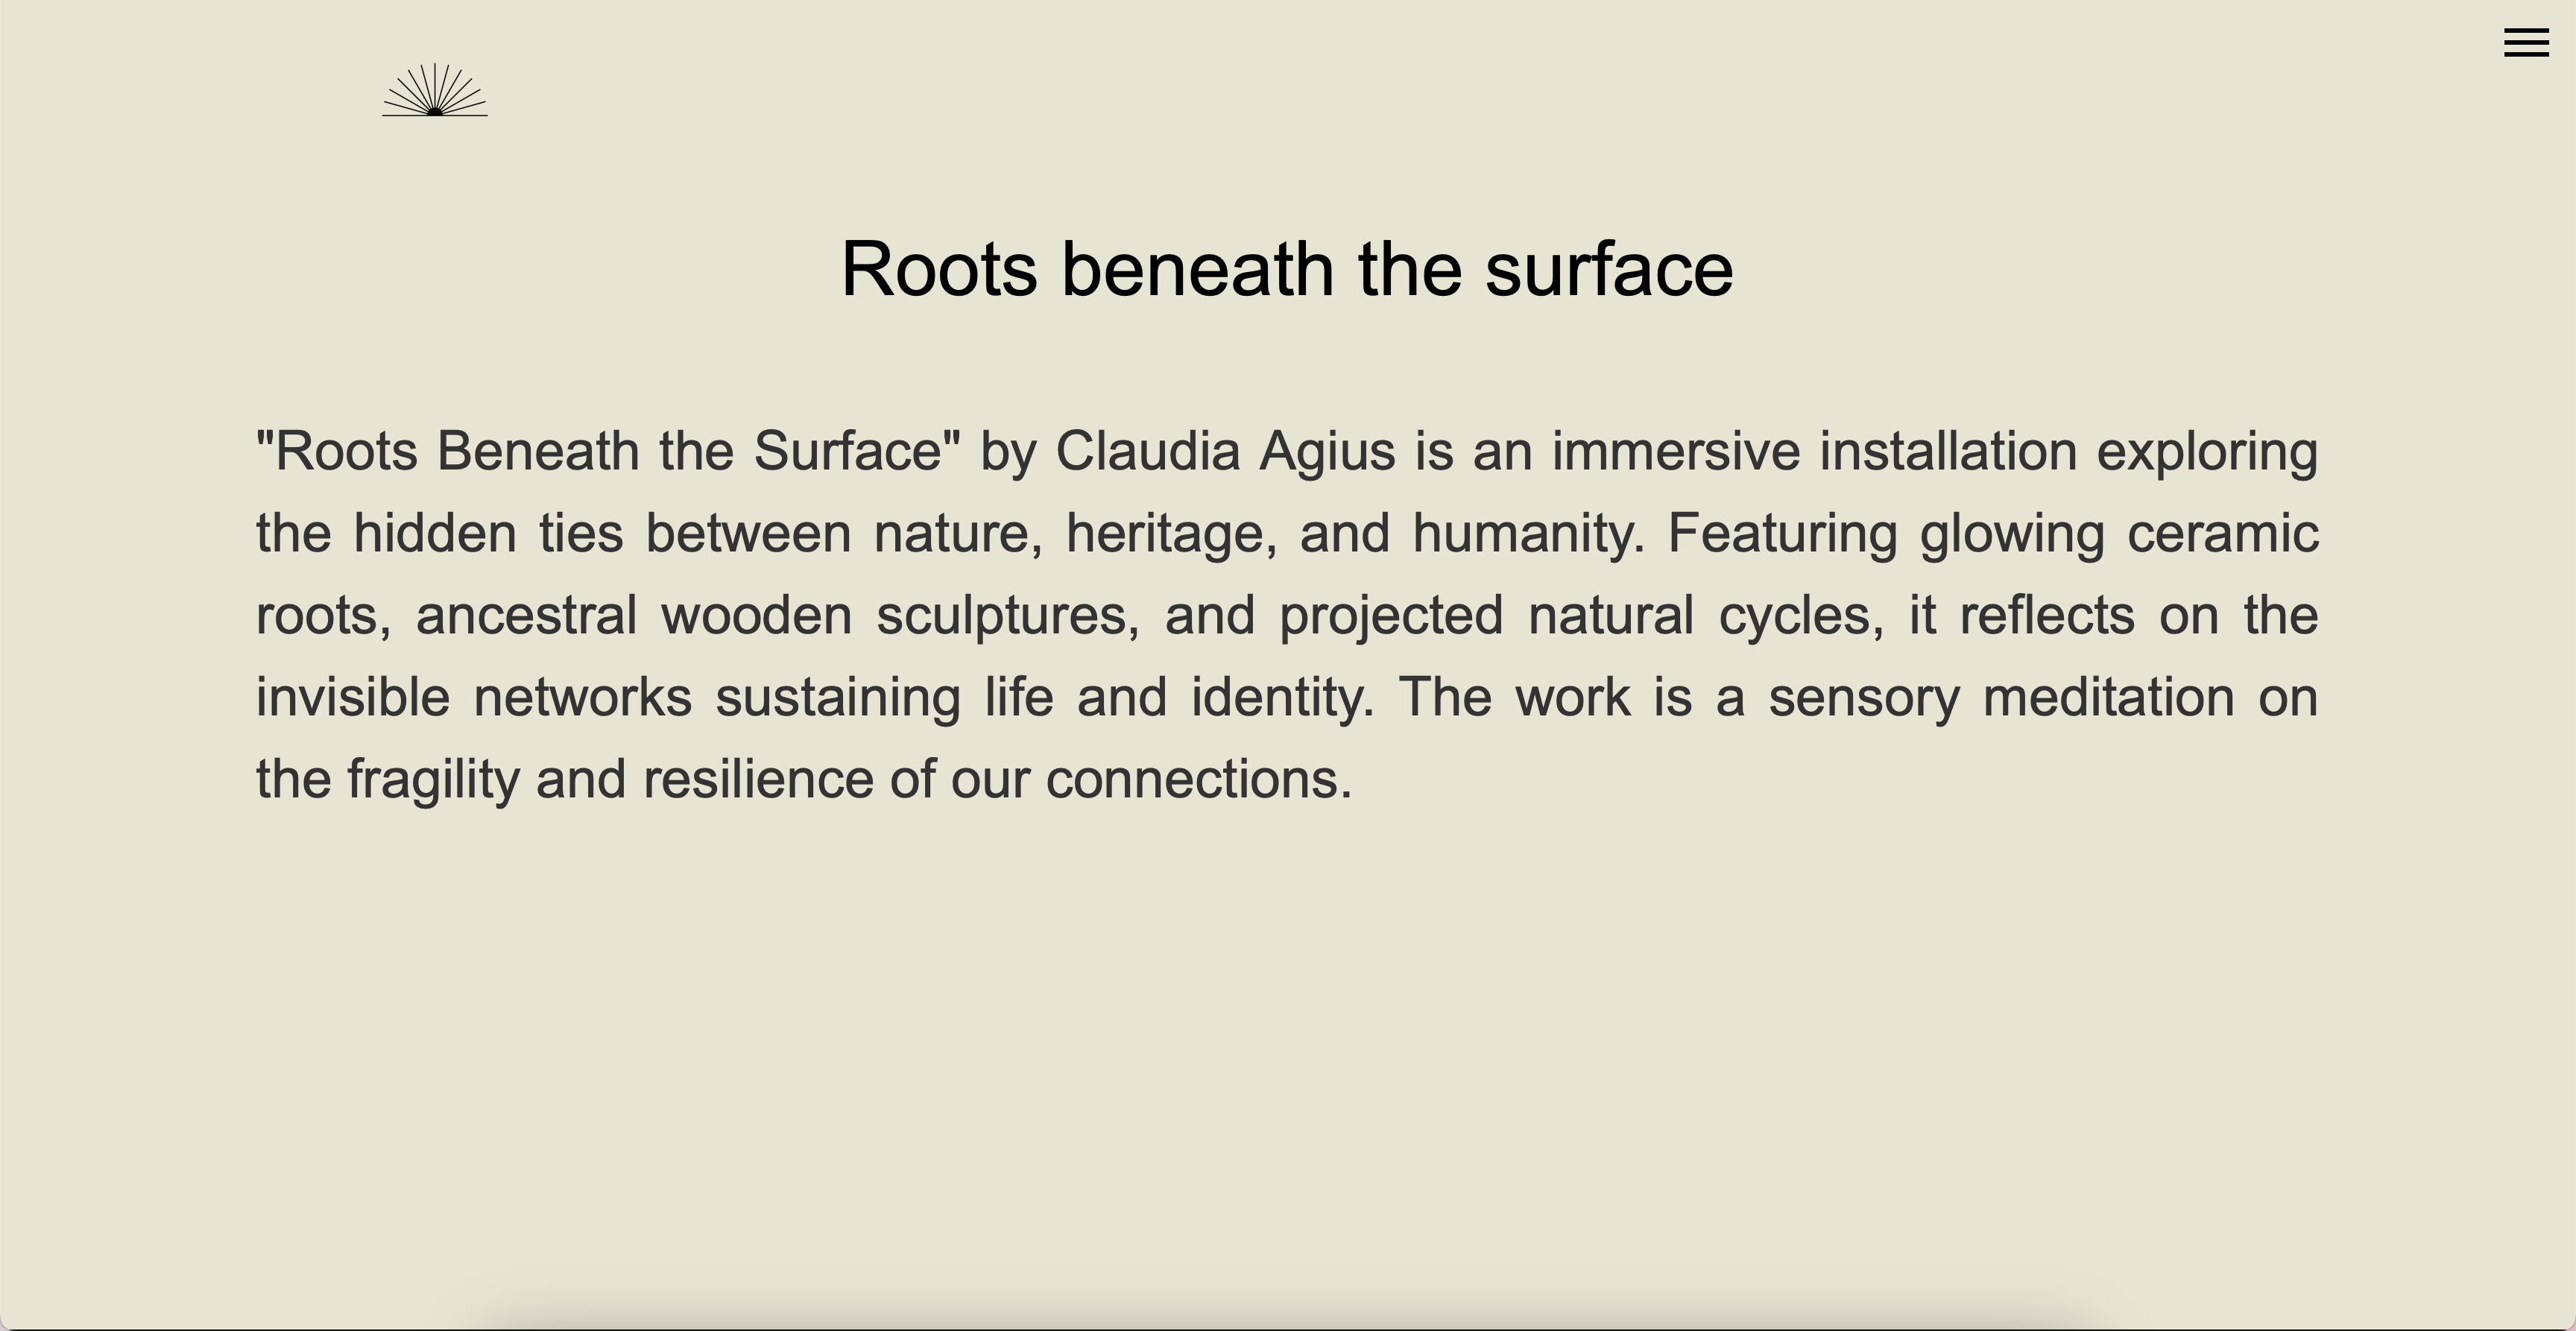 Roots beneath the surface
"Roots Beneath the Surface" by Claudia Agius is an immersive installation exploring
the hidden ties between nature, heritage, and humanity. Featuring glowing ceramic
roots, ancestral wooden sculptures, and projected natural cycles, it reflects on the
invisible networks sustaining life and identity. The work is a sensory meditation on
the fragility and resilience of our connections.